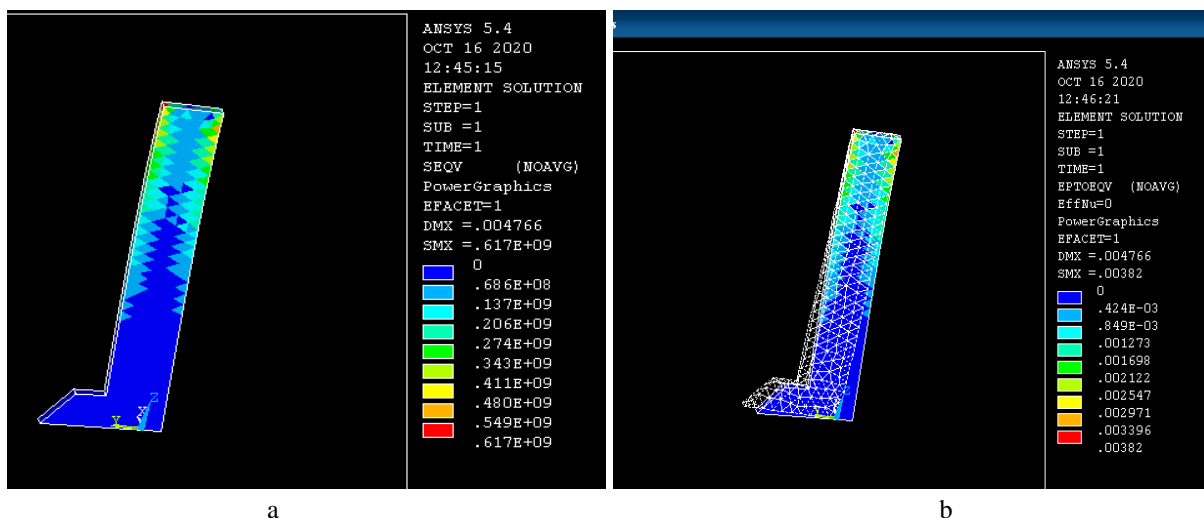 ANSYS 5.4
OCT 16 2020
12:45:15
ELEMENT SOLUTION
STEP=1
SUB =1
TIME=1
SEQV (NOAVG)
PowerGraphics
EFACET=1
DMX =.004766
SMX =.617E+09
0
.686E+08
.137E+09
.206E+09
.274E+09
.343E+09
.411E+09
.480E+09
.549E+09
.617E+09
Z
X
Y
a
s
ANSYS 5.4
OCT 16 2020
12:46:21
ELEMENT SOLUTION
STEP=1
SUB =1
TIME=1
EPTOEQV (NOAVG)
EffNu=0
PowerGraphics
EFACET=1
DMX =.004766
SMX =.00382
0
.424E-03
.849E-03
.001273
.001698
.002122
.002547
.002971
.003396
.00382
Z
Y
b